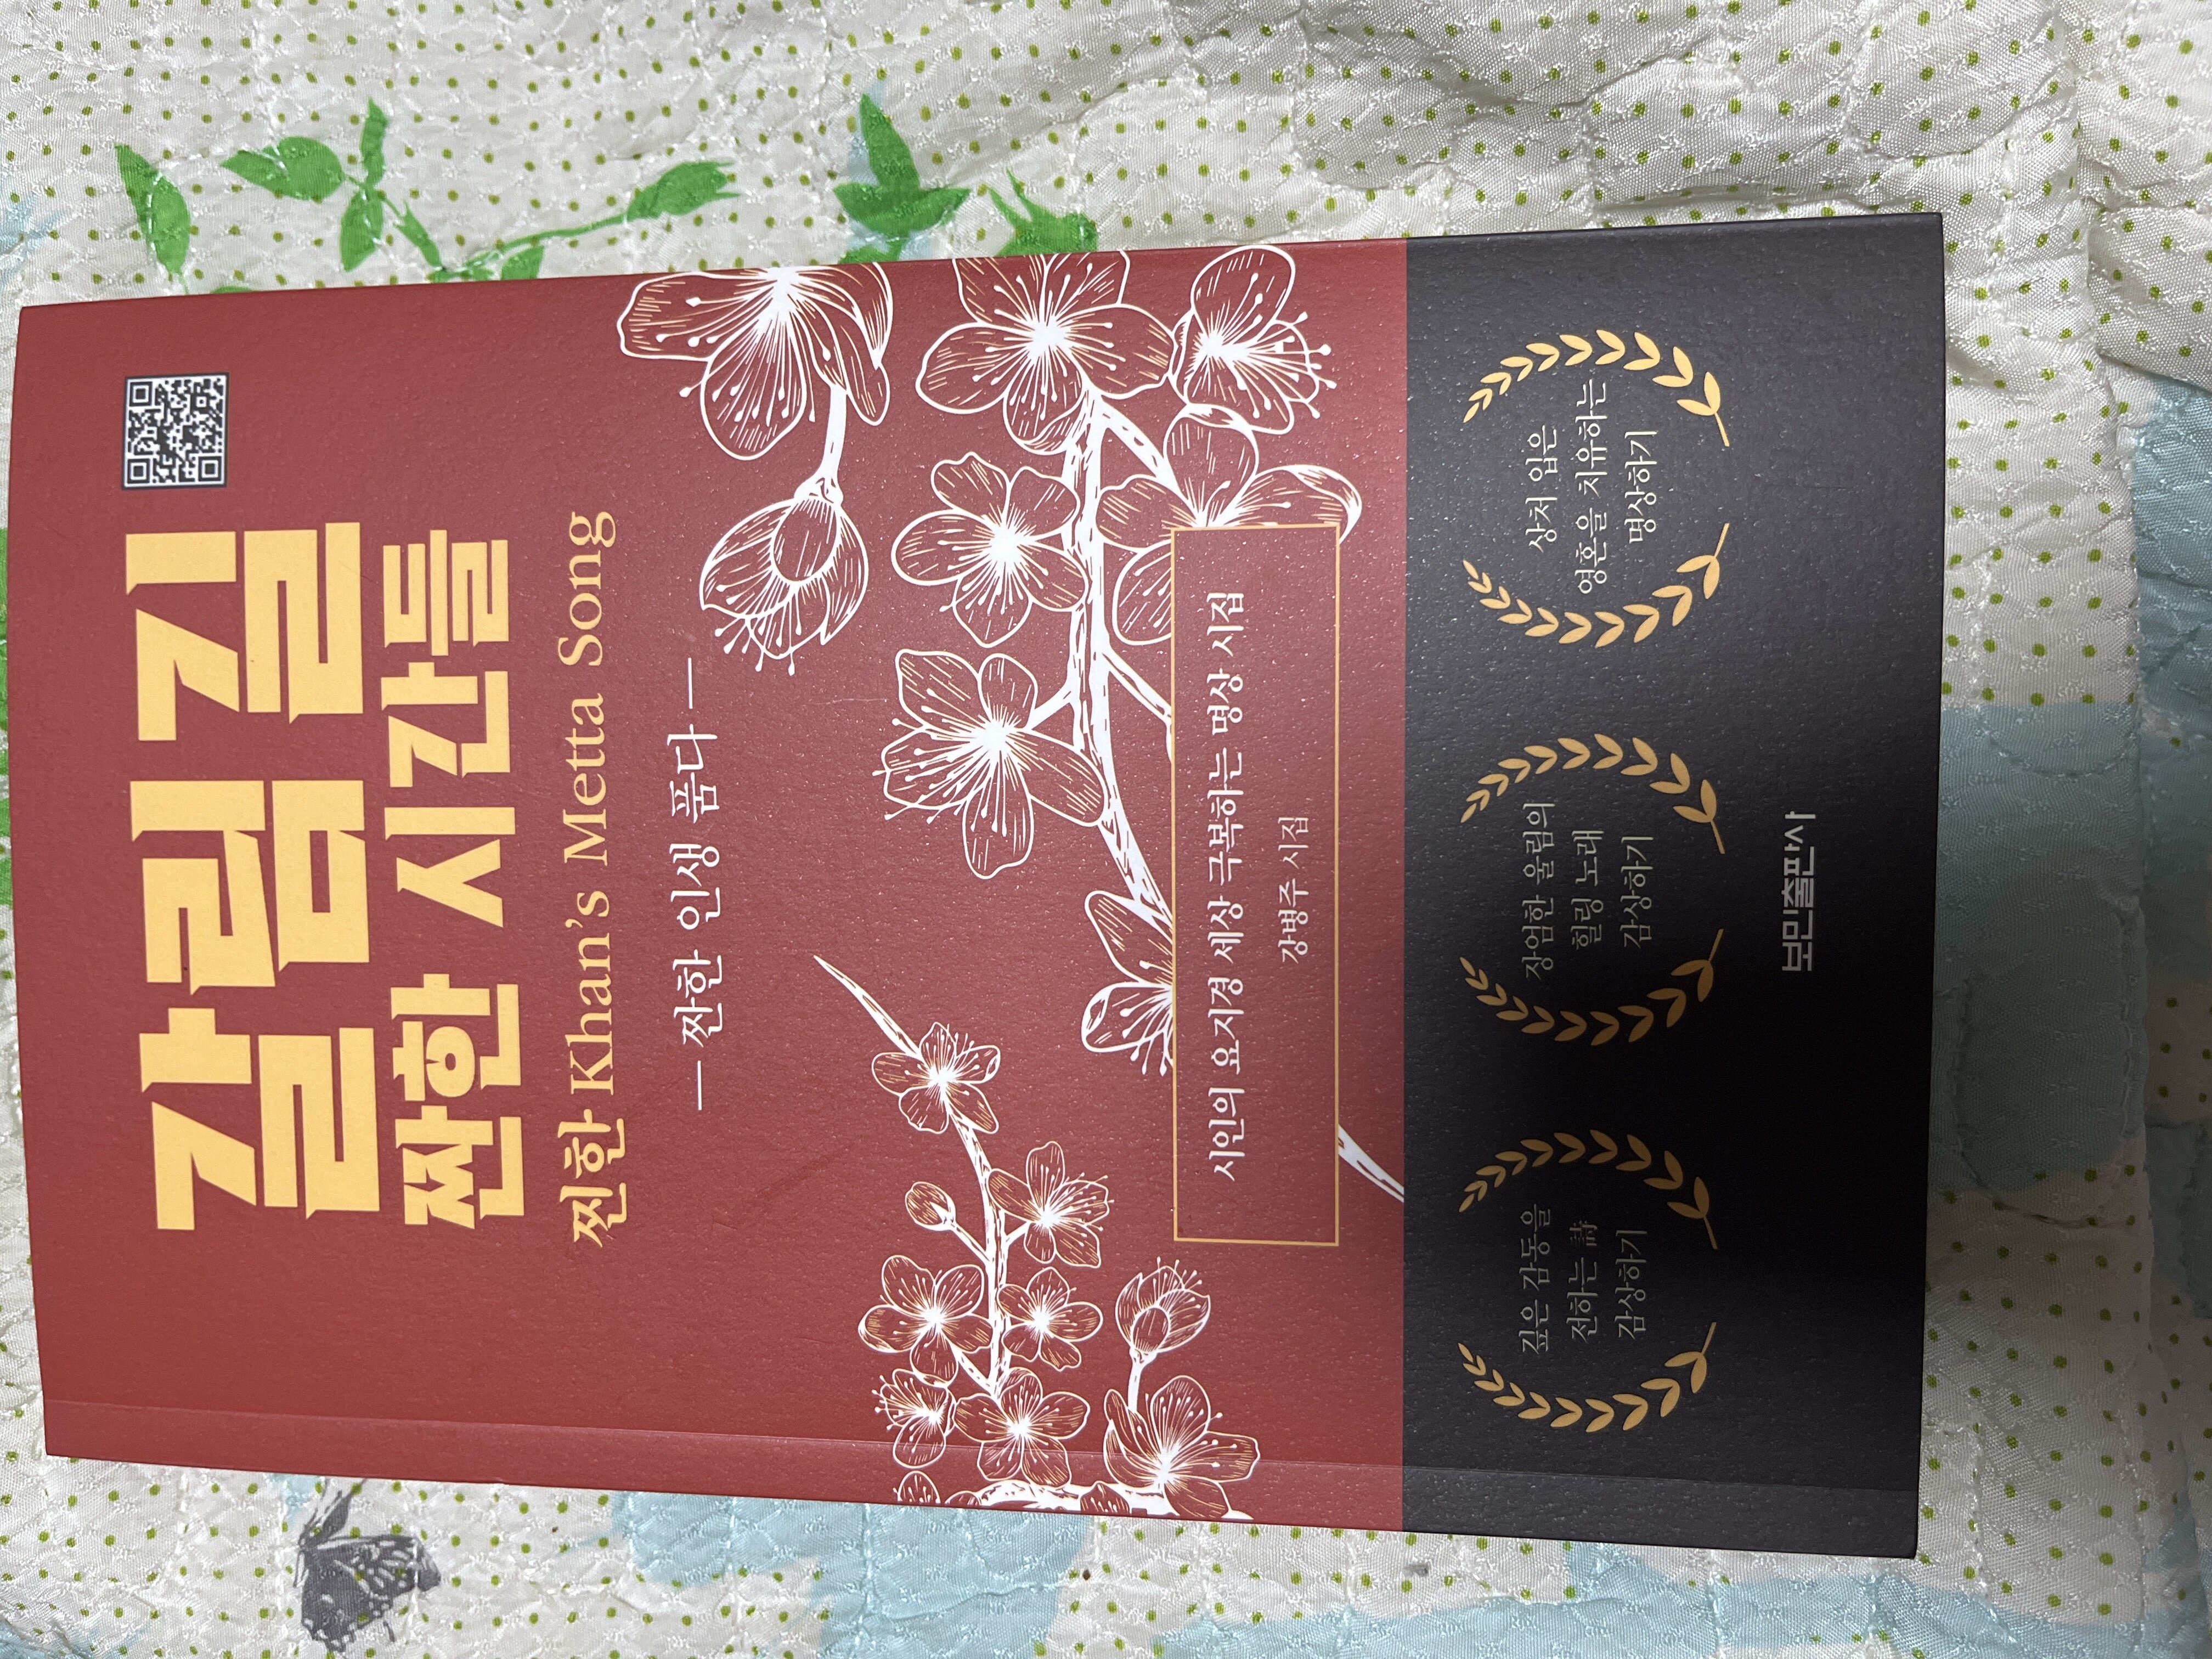 갈림길
짠한 시간들
찐한 Khan's Metta Song
짠한 인생 품다
시인의 요지경 세상 극복하는 명상 시집
강병주 시집
깊은 감동을
전하는 詩
감상하기
장엄한 울림의
힐링 노래
감상하기
상처 입은
영혼을 치유하는
명상하기
보민출판사